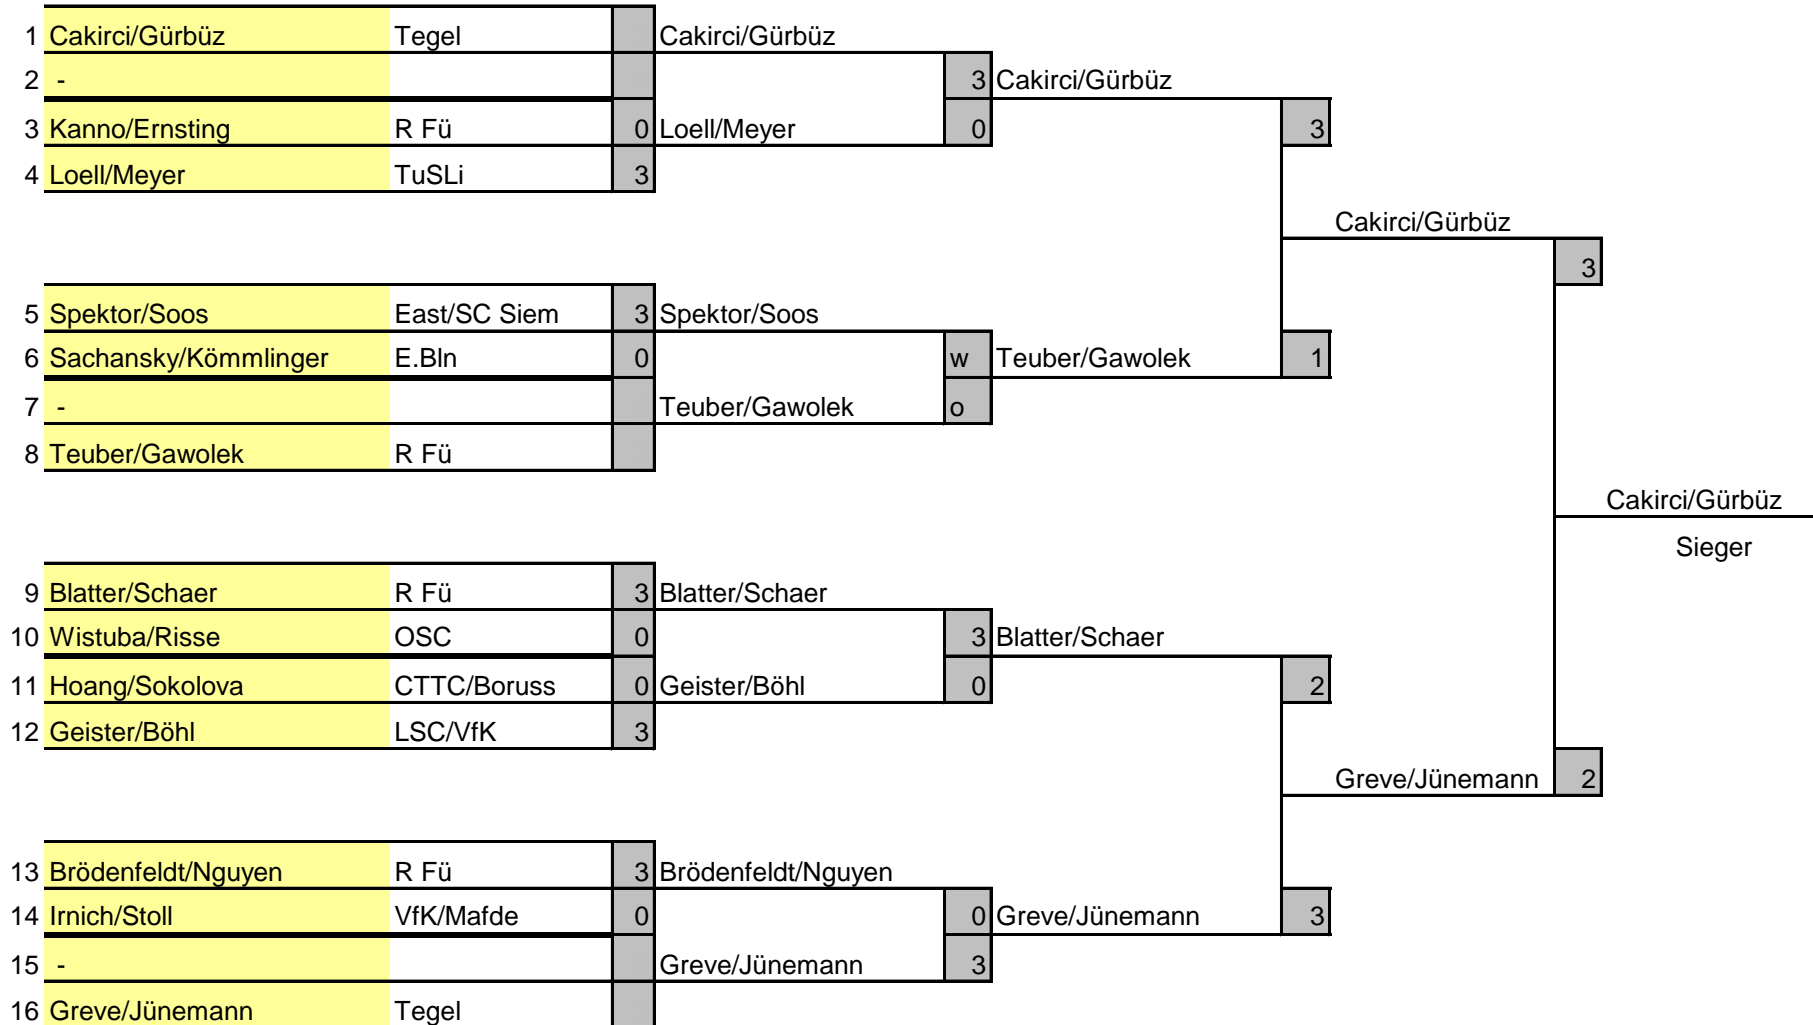 1 Cakirci/Gürbüz Tegel Cakirci/Gürbüz
2 - 3 Cakirci/Gürbüz
3 Kanno/Ernsting R Fü 0 Loell/Meyer 0 3
4 Loell/Meyer TuSLi 3
Cakirci/Gürbüz
3
5 Spektor/Soos East/SC Siem 3 Spektor/Soos
6 Sachansky/Kömmlinger E.Bln 0 w Teuber/Gawolek 1
7 - Teuber/Gawolek o
8 Teuber/Gawolek R Fü
Cakirci/Gürbüz
Sieger
9 Blatter/Schaer R Fü 3 Blatter/Schaer
10 Wistuba/Risse OSC 0 3 Blatter/Schaer
11 Hoang/Sokolova CTTC/Boruss 0 Geister/Böhl 0 2
12 Geister/Böhl LSC/VfK 3
Greve/Jünemann 2
13 Brödenfeldt/Nguyen R Fü 3 Brödenfeldt/Nguyen
14 Irnich/Stoll VfK/Mafde 0 0 Greve/Jünemann 3
15 - Greve/Jünemann 3
16 Greve/Jünemann Tegel